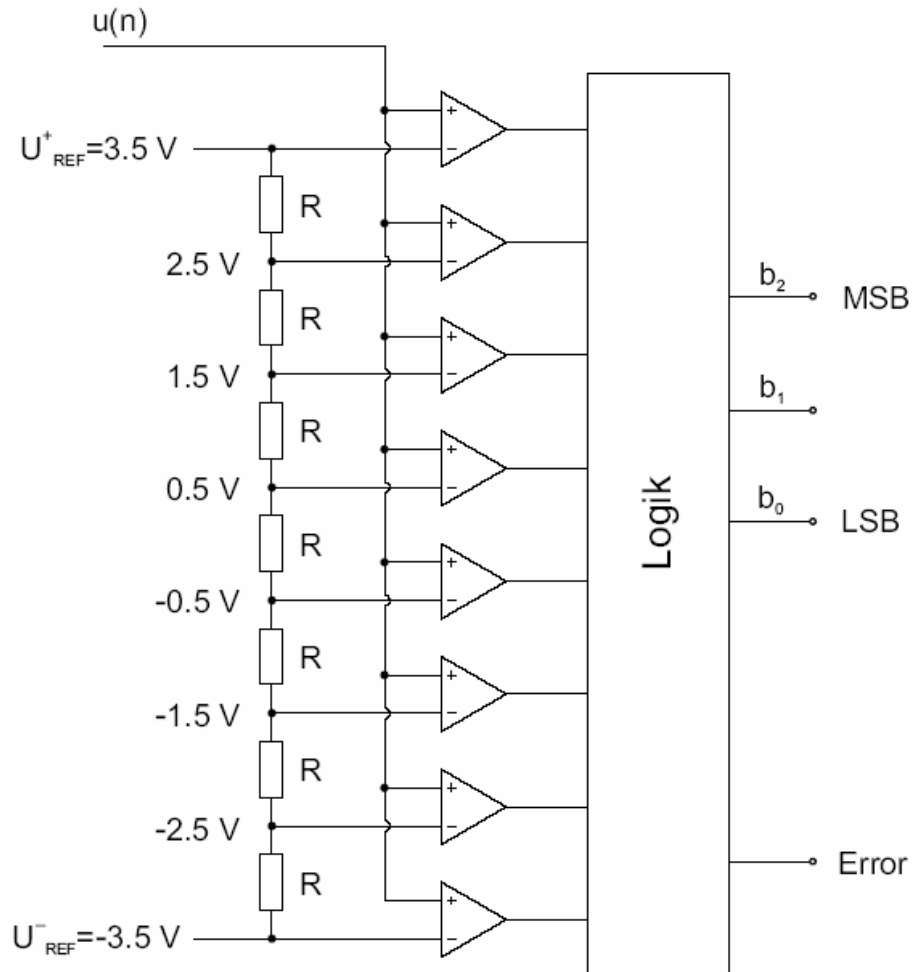 u(n)
+
U⁺REF=3.5 V
−
R
+
2.5 V
−
b₂
MSB
R
+
1.5 V
−
b₁
R
+
0.5 V
−
Logik
b₀
LSB
R
+
-0.5 V
−
R
+
-1.5 V
−
R
+
-2.5 V
−
Error
R
+
U⁻REF=-3.5 V
−